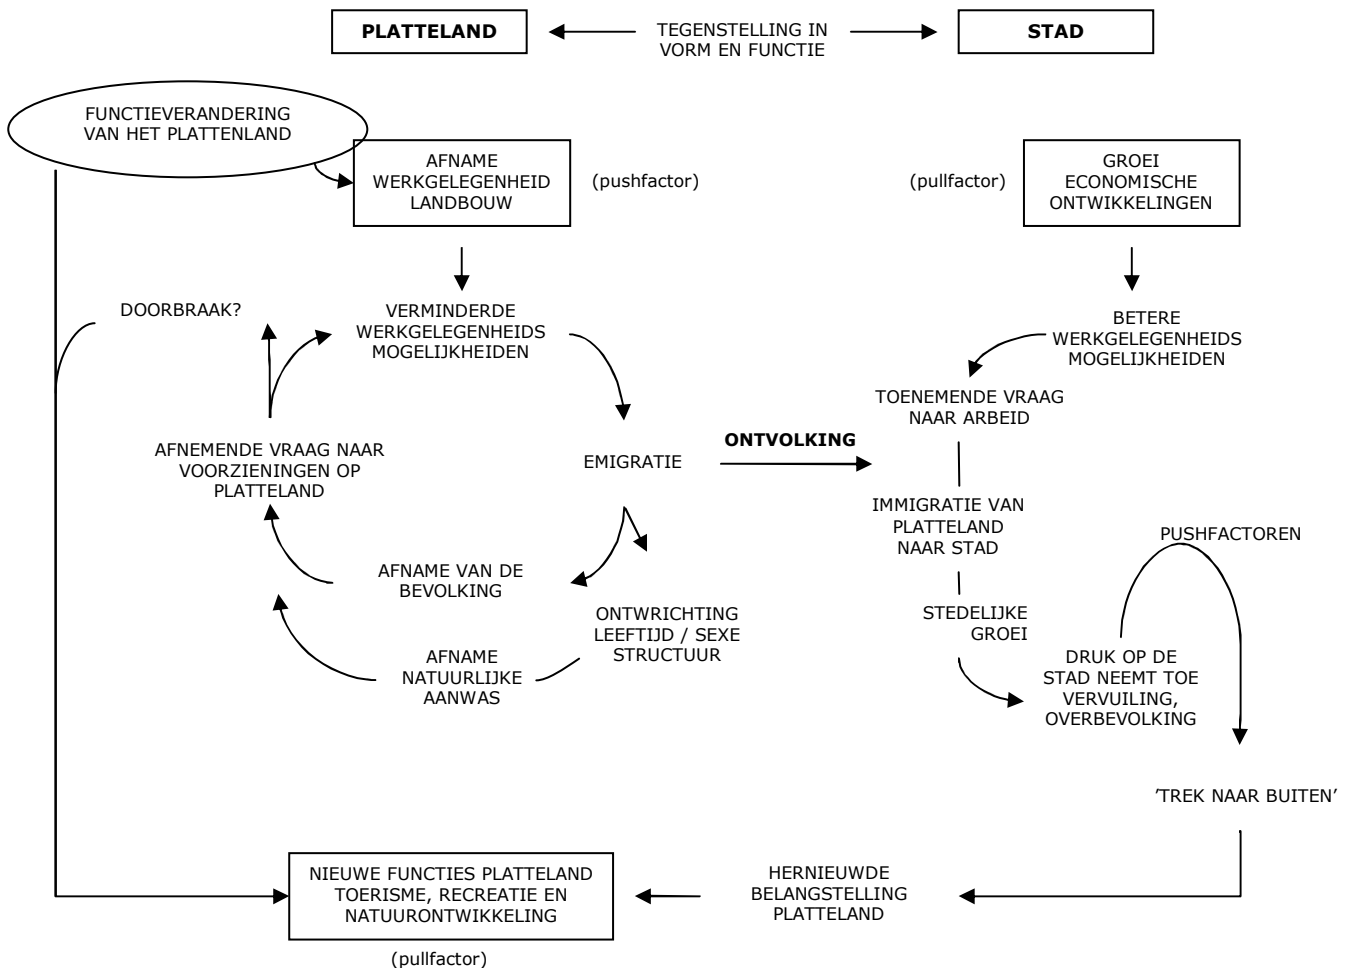 PLATTELAND
TEGENSTELLING IN
VORM EN FUNCTIE
STAD
FUNCTIEVERANDERING
VAN HET PLATTENLAND
AFNAME
WERKGELEGENHEID
LANDBOUW
(pushfactor)
(pullfactor)
GROEI
ECONOMISCHE
ONTWIKKELINGEN
DOORBRAAK?
VERMINDERDE
WERKGELEGENHEIDS
MOGELIJKHEIDEN
BETERE
WERKGELEGENHEIDS
MOGELIJKHEIDEN
TOENEMENDE VRAAG
NAAR ARBEID
AFNEMENDE VRAAG NAAR
VOORZIENINGEN OP
PLATTELAND
EMIGRATIE
ONTVOLKING
IMMIGRATIE VAN
PLATTELAND
NAAR STAD
PUSHFACTOREN
AFNAME VAN DE
BEVOLKING
ONTWRICHTING
LEEFTIJD / SEXE
STRUCTUUR
STEDELIJKE
GROEI
AFNAME
NATUURLIJKE
AANWAS
DRUK OP DE
STAD NEEMT TOE
VERVUILING,
OVERBEVOLKING
'TREK NAAR BUITEN'
NIEUWE FUNCTIES PLATTELAND
TOERISME, RECREATIE EN
NATUURONTWIKKELING
HERNIEUWDE
BELANGSTELLING
PLATTELAND
(pullfactor)